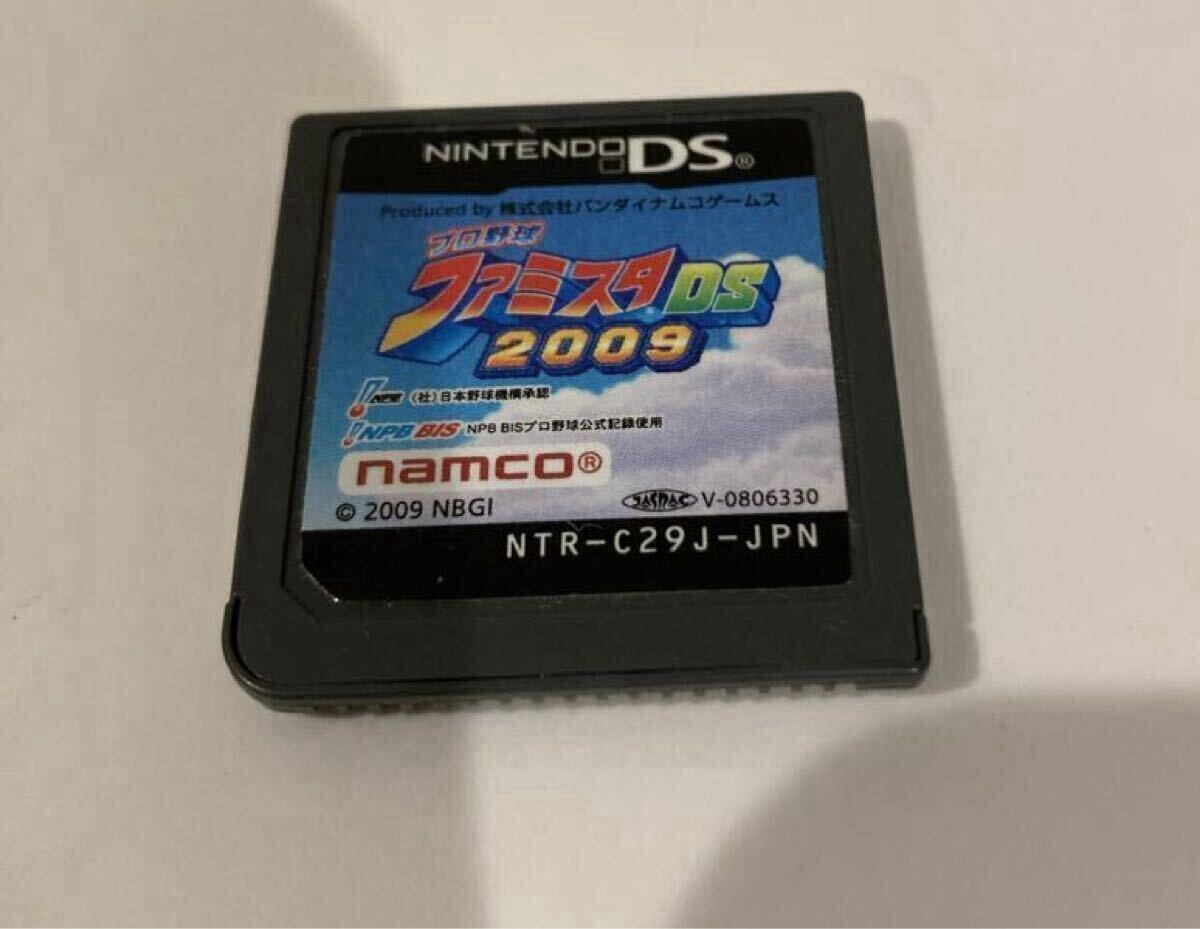 NINTENDO DS®
Produced by 株式会社バンダイナムコゲームス
プロ野球
ファミスタ DS
2009
NPB (社)日本野球機構承認
NPB BIS NPB BISプロ野球公式記録使用
namco®
© 2009 NBGI JASRAC V-0806330
NTR-C29J-JPN